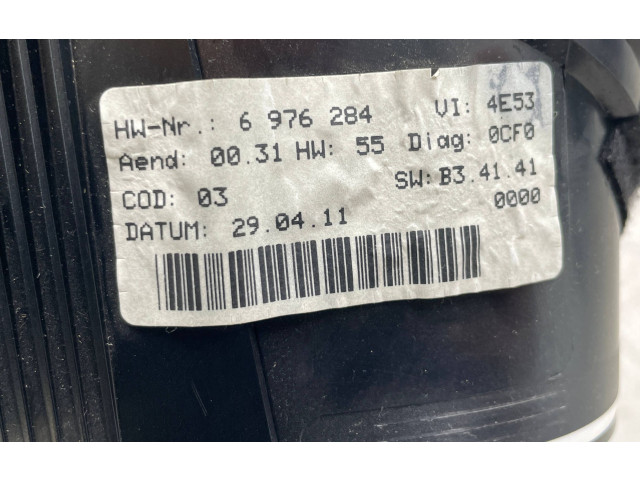 HW-Nr.: 6 976 284 VI: 4E53
Aend: 00.31 HW: 55 Diag: 0CF0
COD: 03 SW: B3.41.41
0000
DATUM: 29.04.11